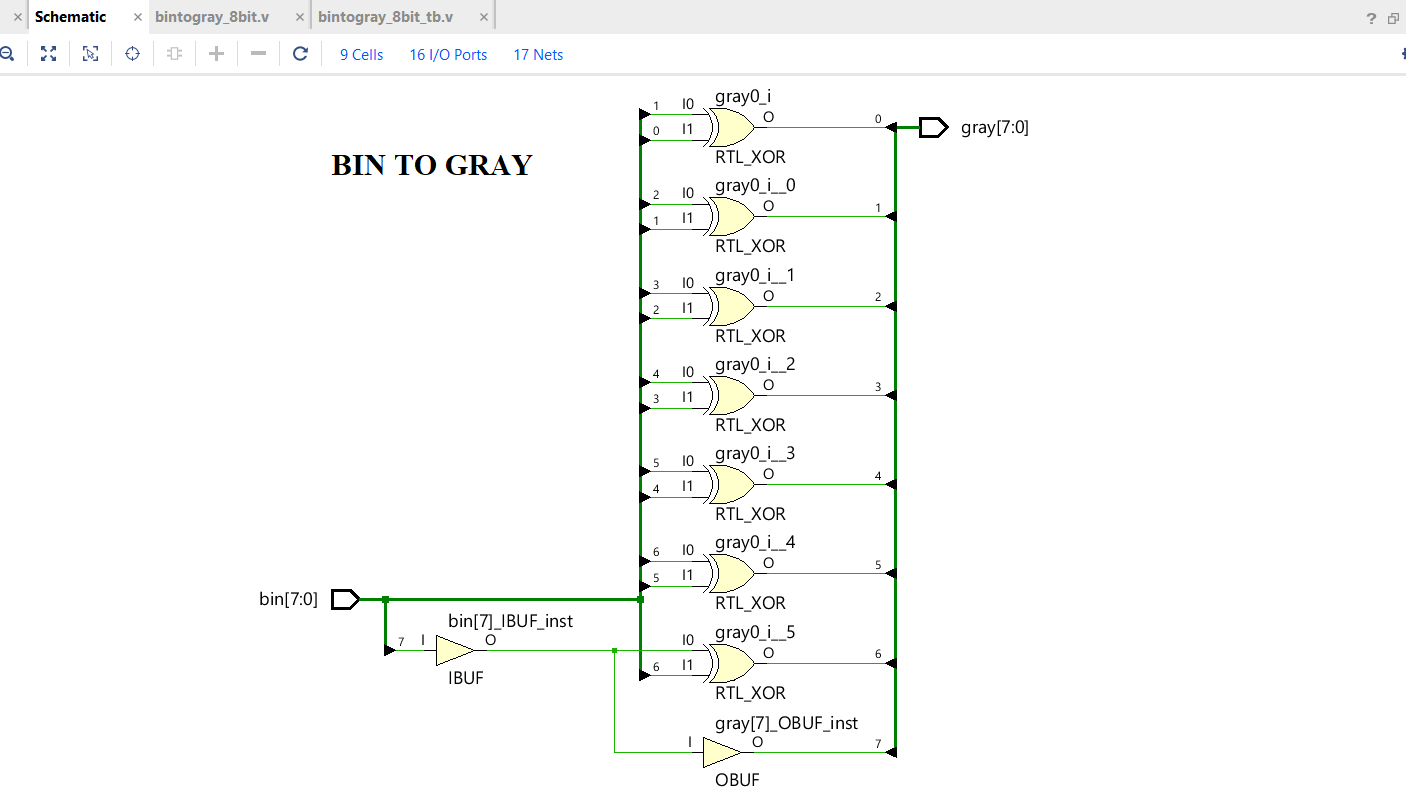 Schematic × bintogray_8bit.v × bintogray_8bit_tb.v × ?
9 Cells 16 I/O Ports 17 Nets
BIN TO GRAY
gray0_i
1 I0 O
0 I1
RTL_XOR
0 gray[7:0]
gray0_i__0
2 I0 O
1 I1
RTL_XOR
1
gray0_i__1
3 I0 O
2 I1
RTL_XOR
2
gray0_i__2
4 I0 O
3 I1
RTL_XOR
3
gray0_i__3
5 I0 O
4 I1
RTL_XOR
4
gray0_i__4
6 I0 O
5 I1
RTL_XOR
5
bin[7:0]
bin[7]_IBUF_inst
7 I O
IBUF
gray0_i__5
I0 O
6 I1
RTL_XOR
6
gray[7]_OBUF_inst
I O
OBUF
7